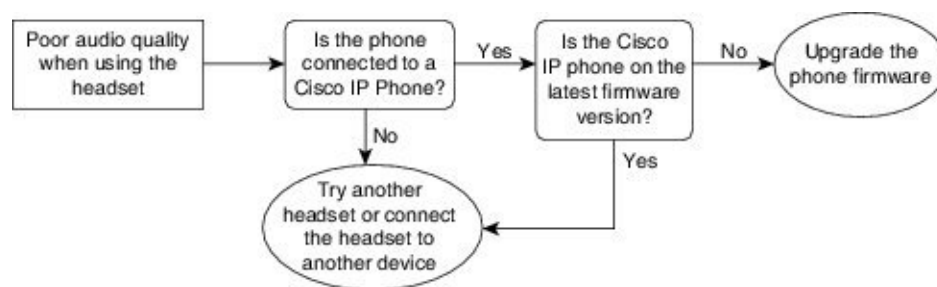 Poor audio quality
when using the
headset
Is the phone
connected to a
Cisco IP Phone?
Yes
Is the Cisco
IP phone on the
latest firmware
version?
No
Upgrade the
phone firmware
No
Yes
Try another
headset or connect
the headset to
another device